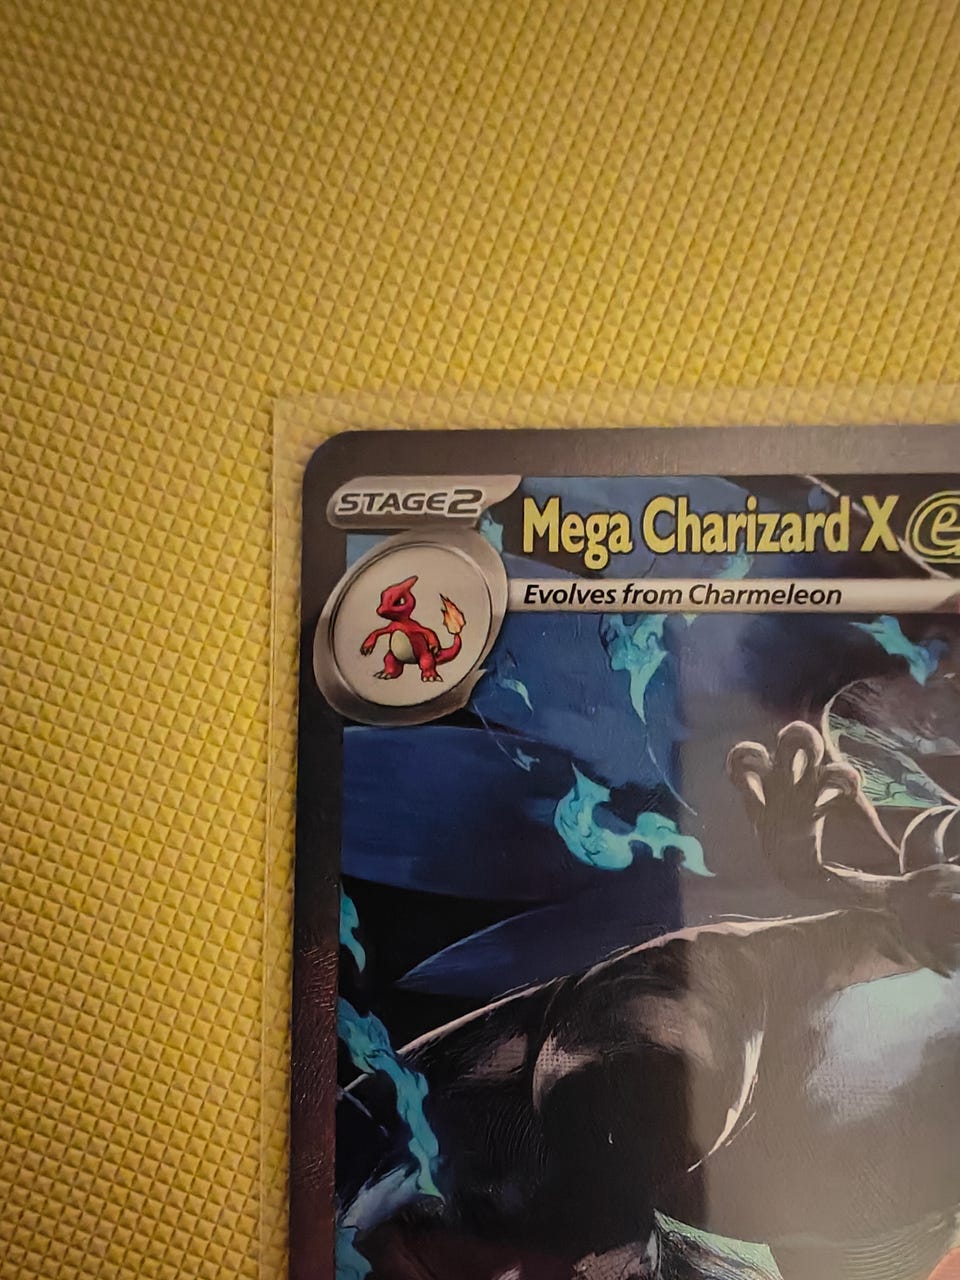 STAGE2
Mega Charizard X e
Evolves from Charmeleon